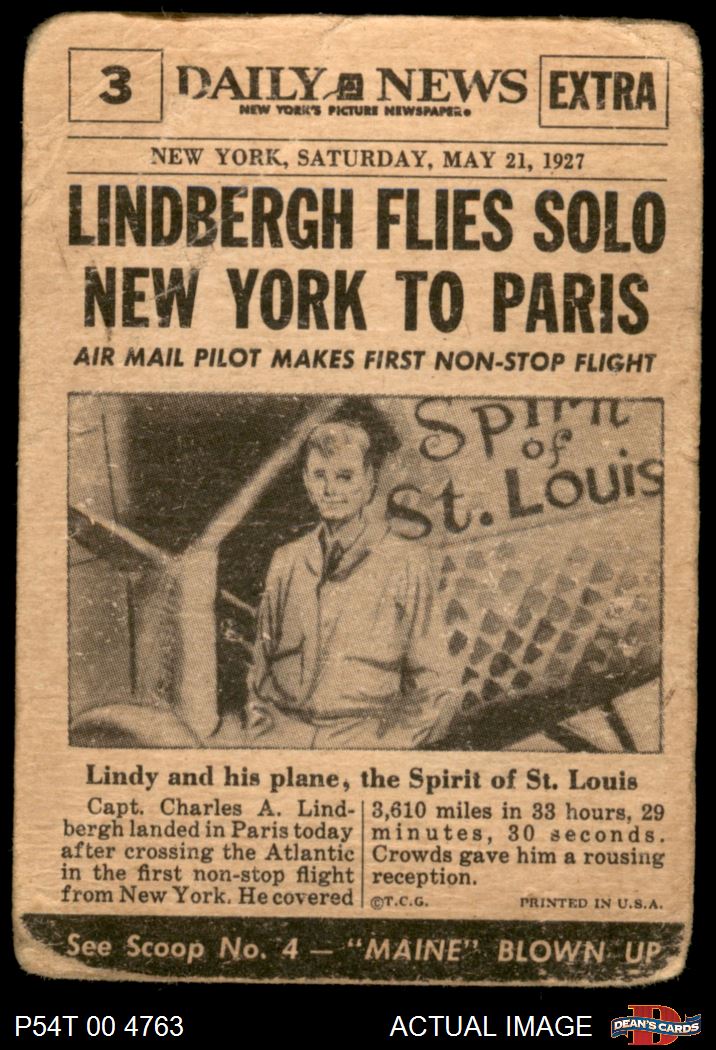 3
DAILY NEWS
NEW YORK'S PICTURE NEWSPAPER
EXTRA
NEW YORK, SATURDAY, MAY 21, 1927
LINDBERGH FLIES SOLO
NEW YORK TO PARIS
AIR MAIL PILOT MAKES FIRST NON-STOP FLIGHT
Spirit
of
St. Louis
Lindy and his plane, the Spirit of St. Louis
Capt. Charles A. Lind-
bergh landed in Paris today
after crossing the Atlantic
in the first non-stop flight
from New York. He covered
3,610 miles in 33 hours, 29
minutes, 30 seconds.
Crowds gave him a rousing
reception.
©T.C.G. PRINTED IN U.S.A.
See Scoop No. 4 — "MAINE" BLOWN UP
P54T 00 4763
ACTUAL IMAGE
D
DEAN'S CARDS